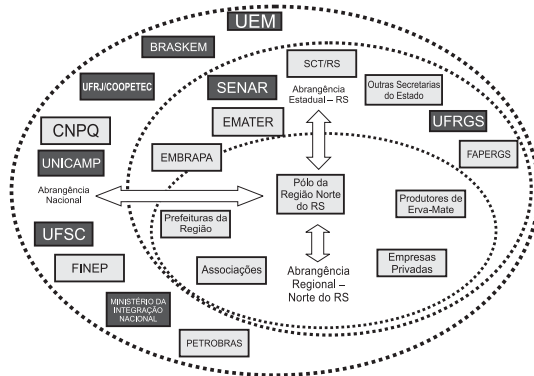 UEM
BRASKEM
SCT/RS
UFRJ/COOPETEC
SENAR
Abrangência
Estadual – RS
Outras Secretarias
do Estado
CNPQ
EMATER
UFRGS
UNICAMP
EMBRAPA
FAPERGS
Abrangência
Nacional
Pólo da
Região Norte
do RS
Produtores de
Erva-Mate
Prefeituras da
Região
UFSC
FINEP
Associações
Abrangência
Regional –
Norte do RS
Empresas
Privadas
MINISTÉRIO DA
INTEGRAÇÃO
NACIONAL
PETROBRAS